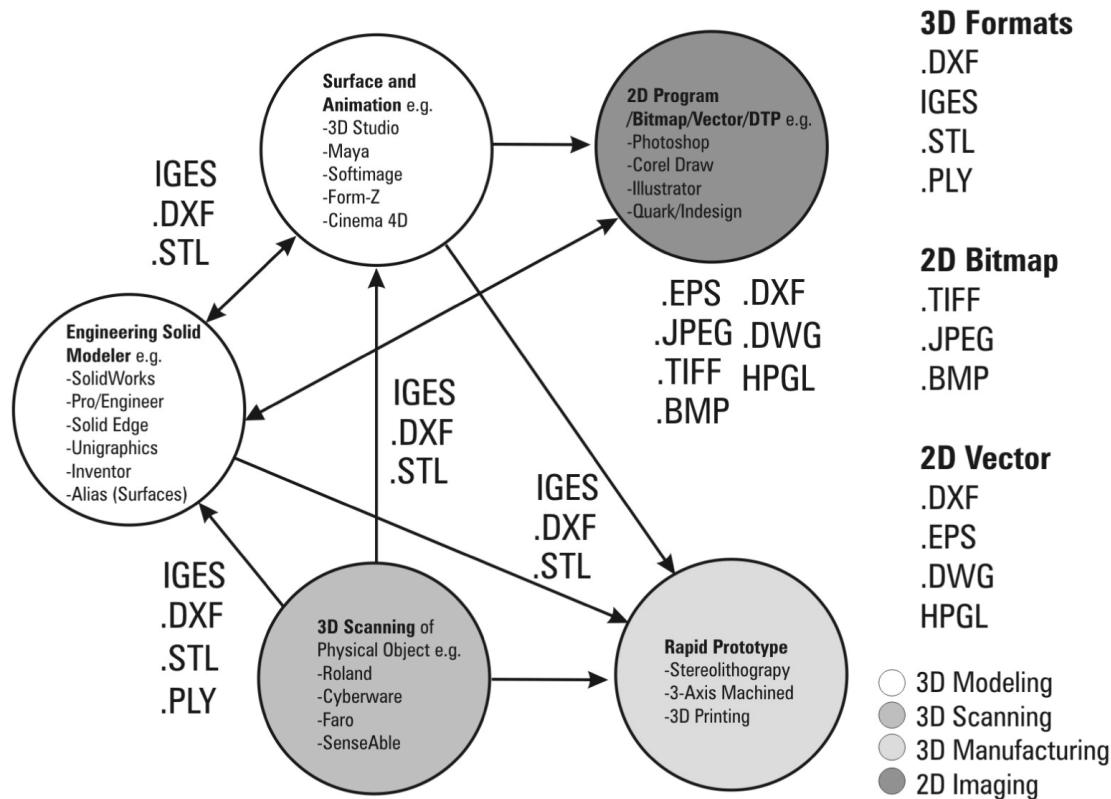 Surface and
Animation e.g.
-3D Studio
-Maya
-Softimage
-Form-Z
-Cinema 4D
2D Program
/Bitmap/Vector/DTP e.g.
-Photoshop
-Corel Draw
-Illustrator
-Quark/Indesign
IGES
.DXF
.STL
Engineering Solid
Modeler e.g.
-SolidWorks
-Pro/Engineer
-Solid Edge
-Unigraphics
-Inventor
-Alias (Surfaces)
IGES
.DXF
.STL
.EPS .DXF
.JPEG .DWG
.TIFF HPGL
.BMP
IGES
.DXF
.STL
IGES
.DXF
.STL
.PLY
3D Scanning of
Physical Object e.g.
-Roland
-Cyberware
-Faro
-SenseAble
Rapid Prototype
-Stereolithograpy
-3-Axis Machined
-3D Printing
3D Formats
.DXF
IGES
.STL
.PLY
2D Bitmap
.TIFF
.JPEG
.BMP
2D Vector
.DXF
.EPS
.DWG
HPGL
3D Modeling
3D Scanning
3D Manufacturing
2D Imaging